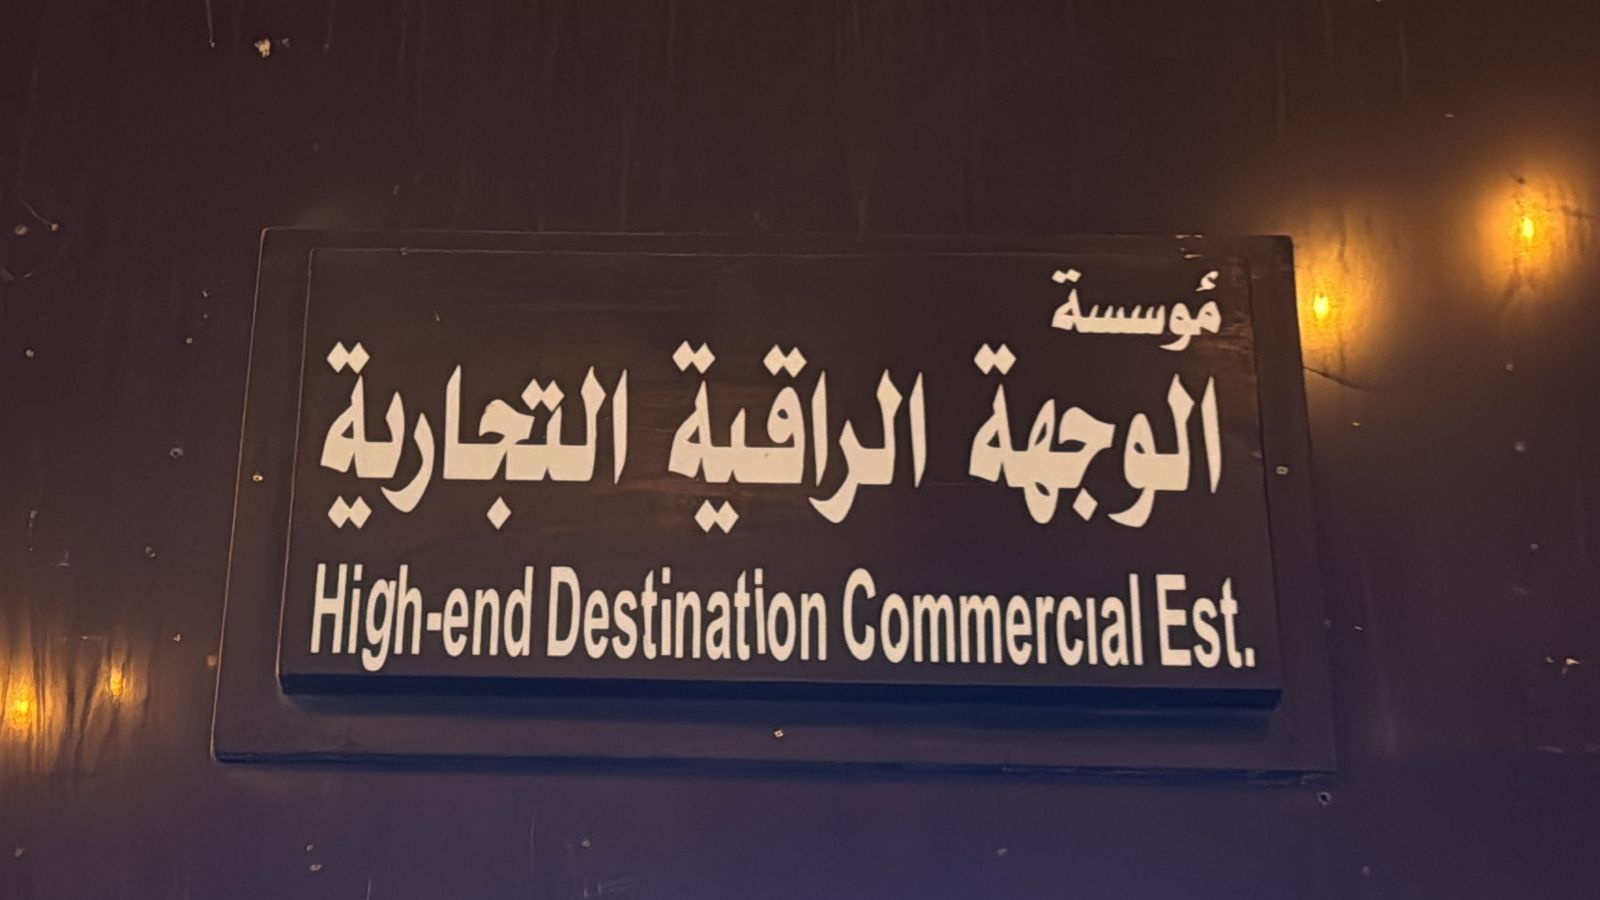 مؤسسة
الوجهة الراقية التجارية
High-end Destination Commercial Est.